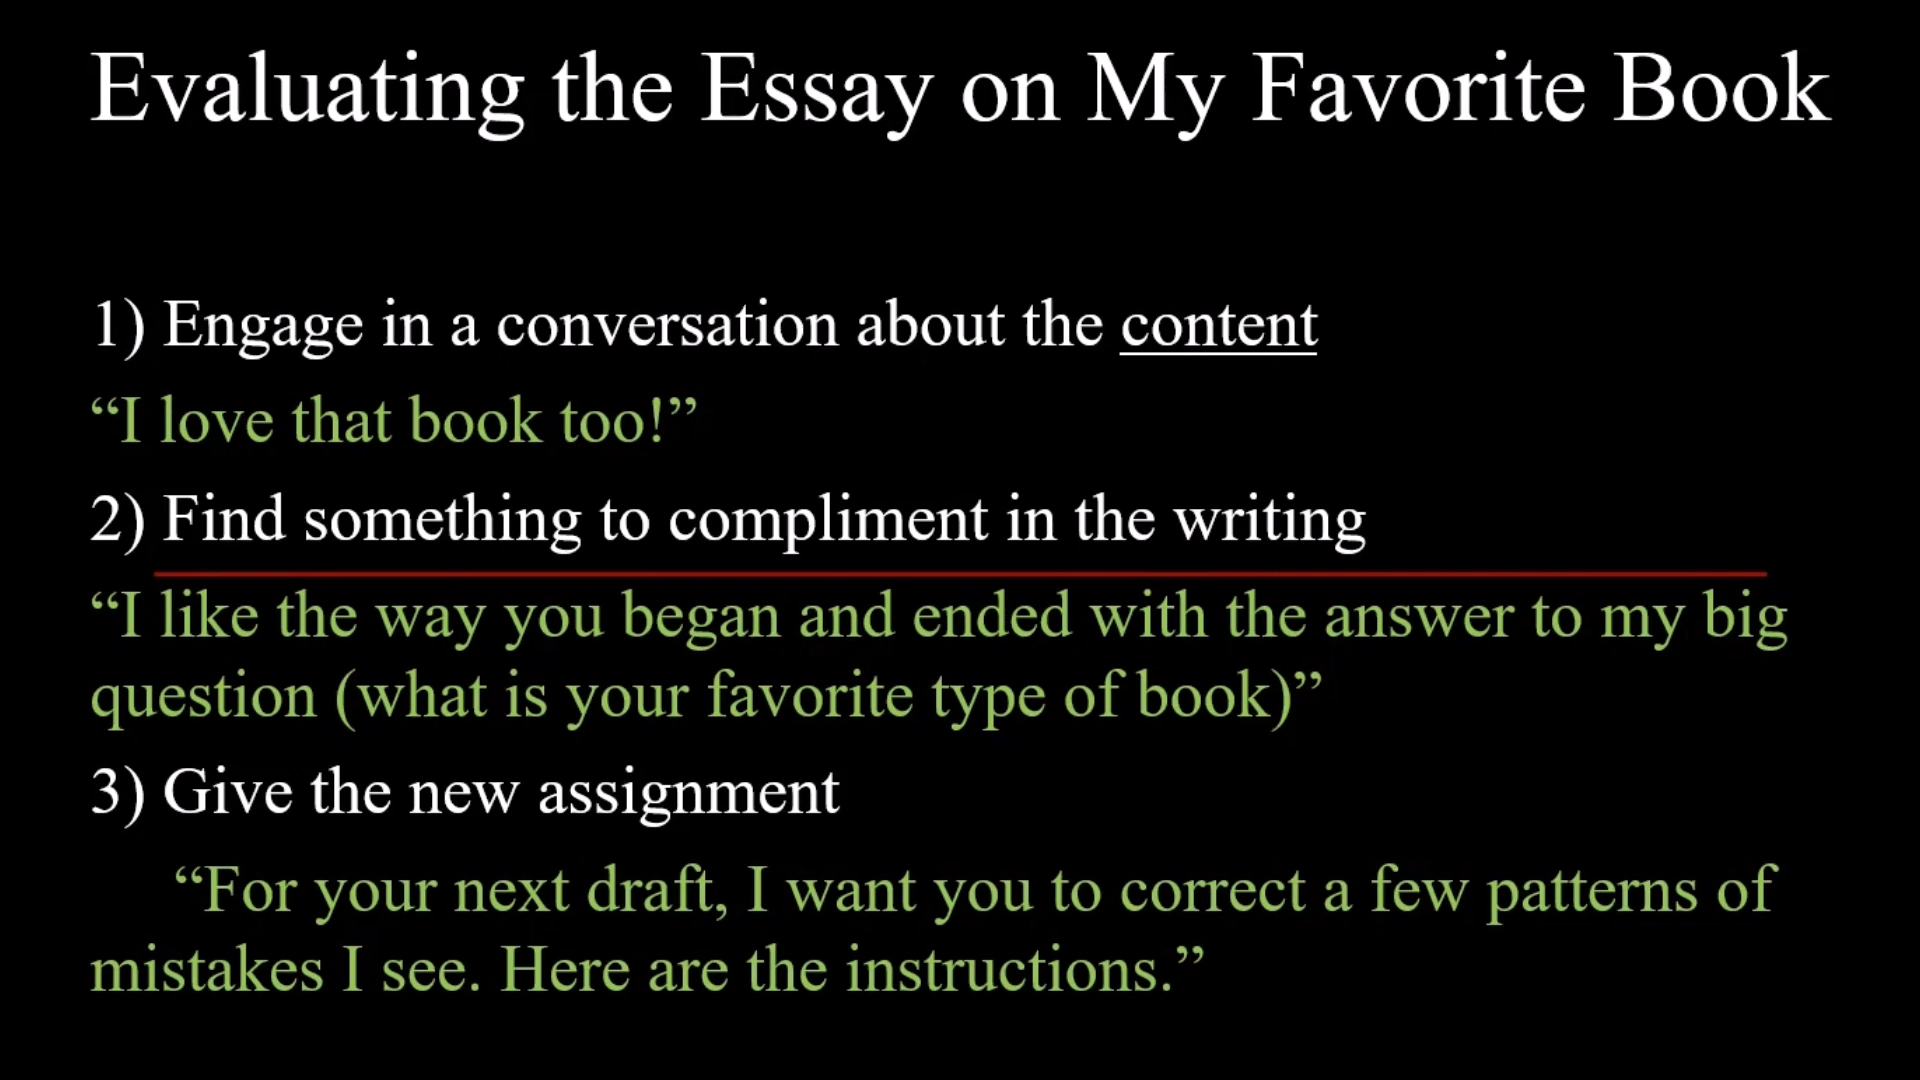 Evaluating the Essay on My Favorite Book
1) Engage in a conversation about the content
“I love that book too!”
2) Find something to compliment in the writing
“I like the way you began and ended with the answer to my big
question (what is your favorite type of book)”
3) Give the new assignment
“For your next draft, I want you to correct a few patterns of
mistakes I see. Here are the instructions.”